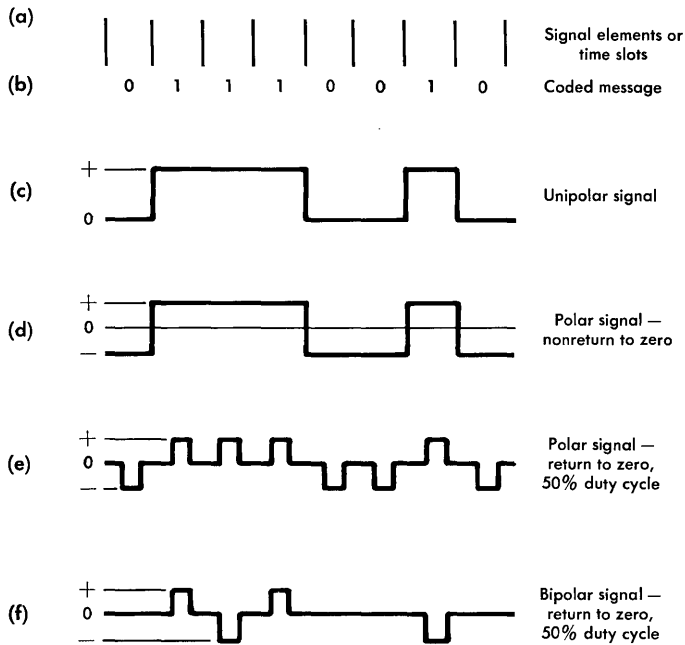 (a)
Signal elements or
time slots
(b) 0 1 1 1 0 0 1 0 Coded message
+
(c)
Unipolar signal
0
+
0
(d)
Polar signal —
nonreturn to zero
—
+
0
(e)
Polar signal —
return to zero,
50% duty cycle
—
+
0
(f)
Bipolar signal —
return to zero,
50% duty cycle
—